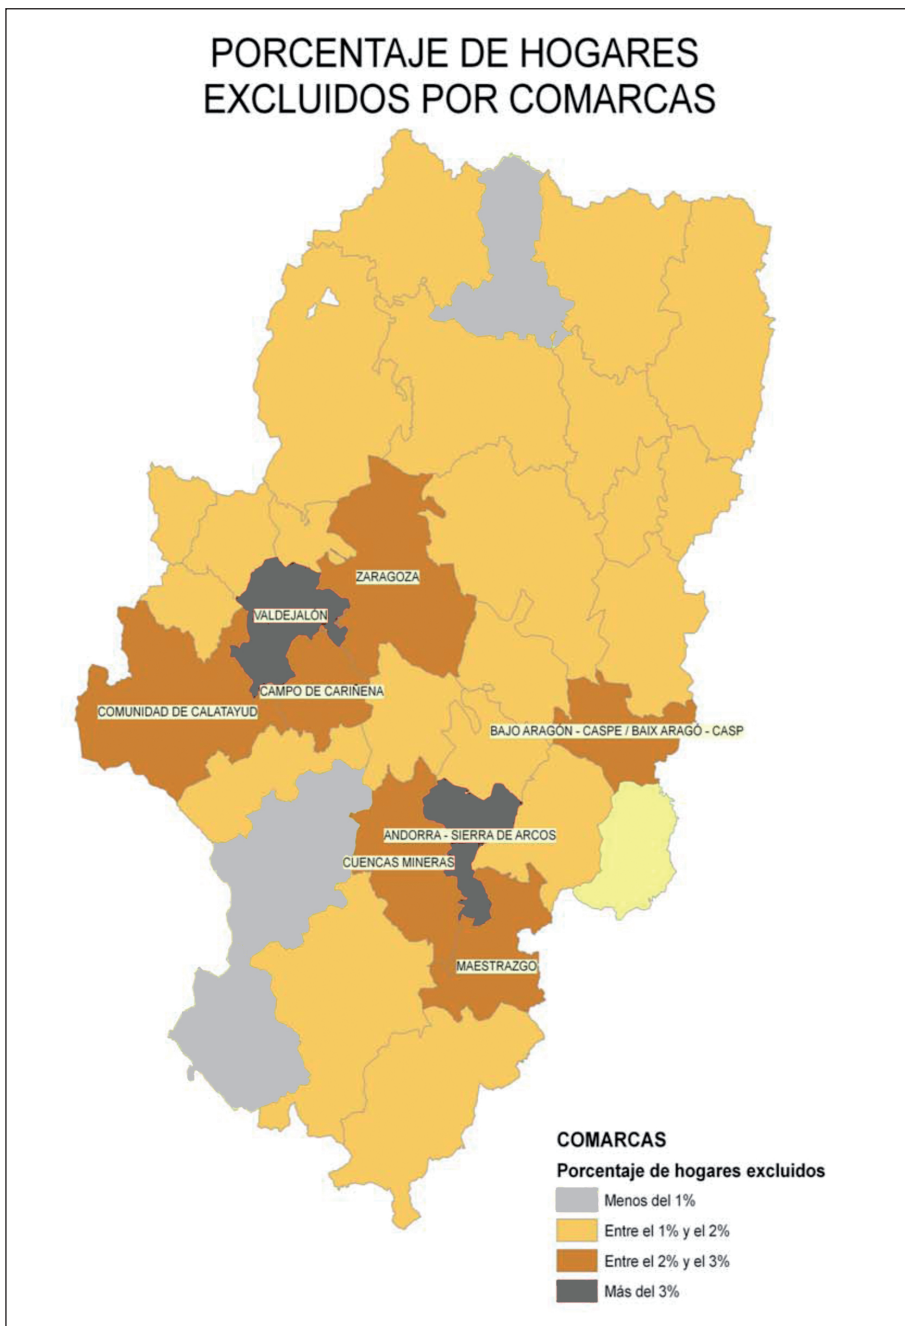 PORCENTAJE DE HOGARES
EXCLUIDOS POR COMARCAS
ZARAGOZA
VALDEJALÓN
CAMPO DE CARIÑENA
COMUNIDAD DE CALATAYUD
BAJO ARAGÓN - CASPE / BAIX ARAGÓ - CASP
ANDORRA - SIERRA DE ARCOS
CUENCAS MINERAS
MAESTRAZGO
COMARCAS
Porcentaje de hogares excluidos
Menos del 1%
Entre el 1% y el 2%
Entre el 2% y el 3%
Más del 3%